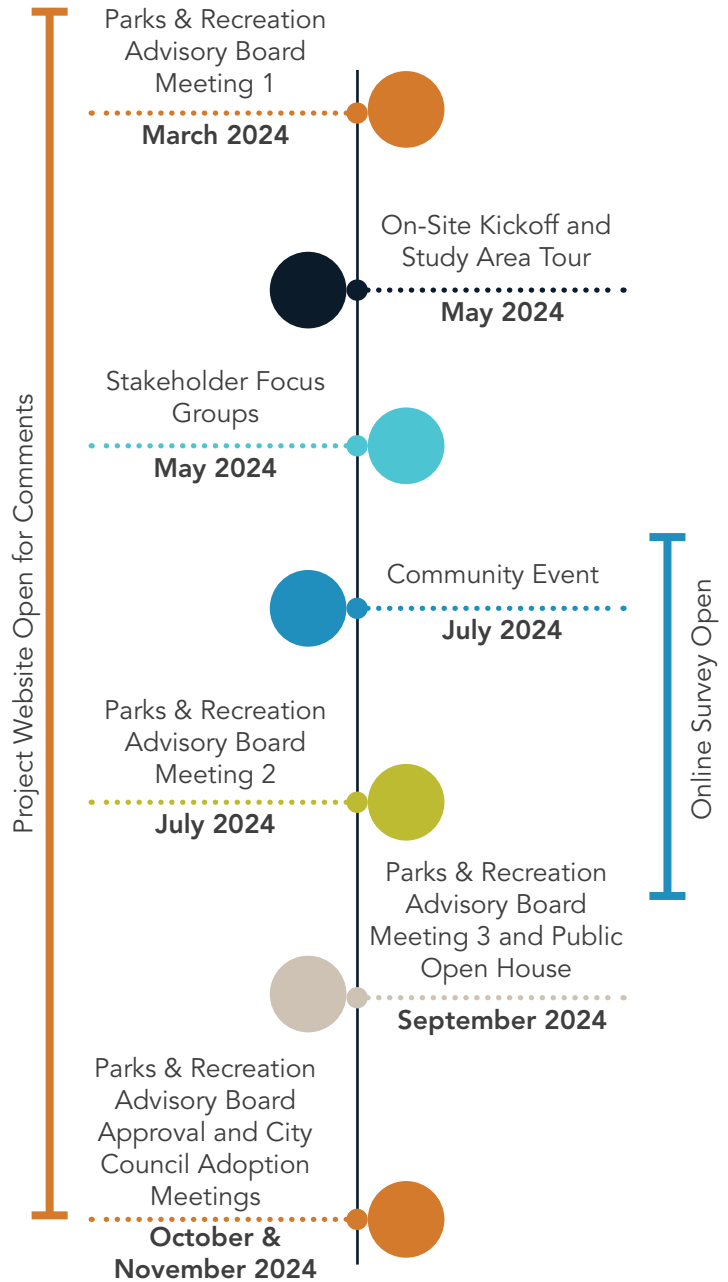 Parks & Recreation
Advisory Board
Meeting 1
March 2024
On-Site Kickoff and
Study Area Tour
May 2024
Stakeholder Focus
Groups
May 2024
Project Website Open for Comments
Community Event
July 2024
Online Survey Open
Parks & Recreation
Advisory Board
Meeting 2
July 2024
Parks & Recreation
Advisory Board
Meeting 3 and Public
Open House
September 2024
Parks & Recreation
Advisory Board
Approval and City
Council Adoption
Meetings
October &
November 2024